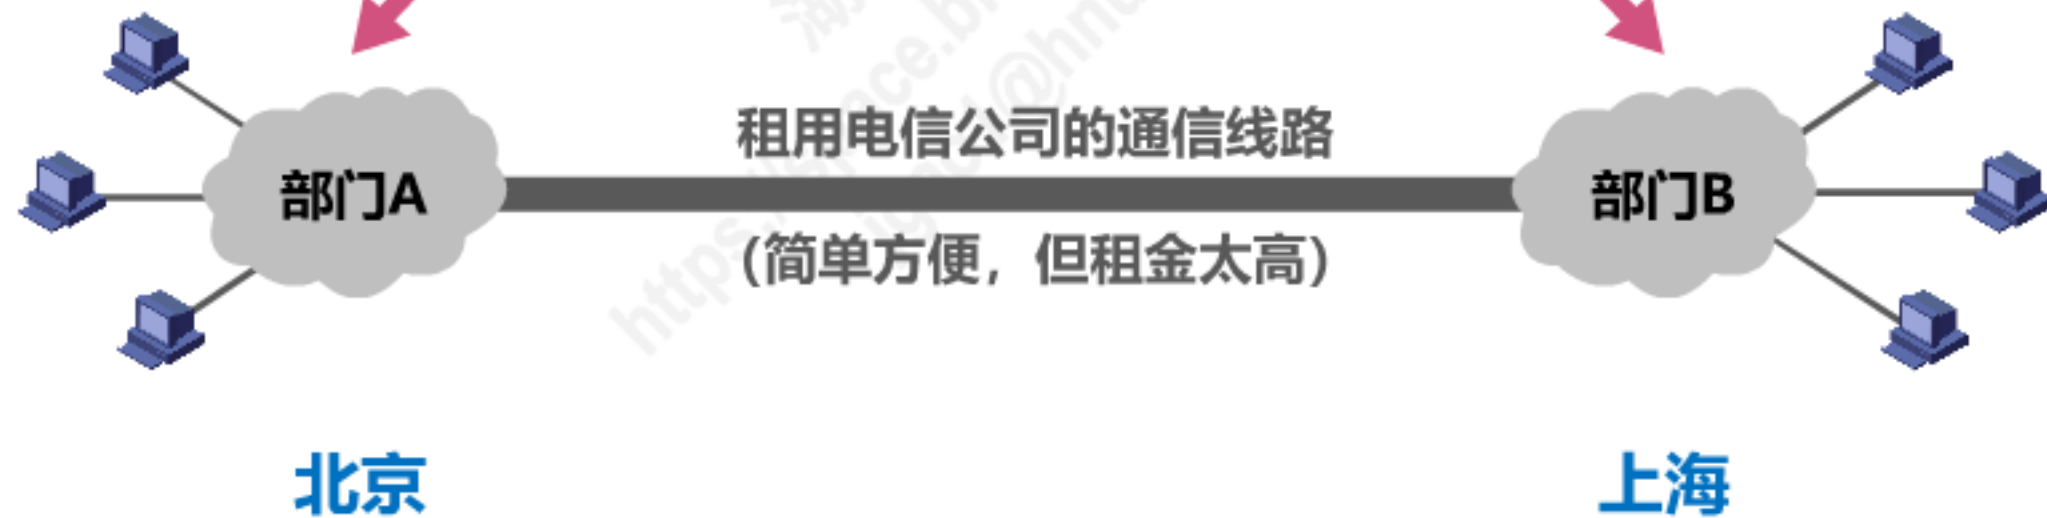 租用电信公司的通信线路
部门A
部门B
（简单方便，但租金太高）
北京
上海